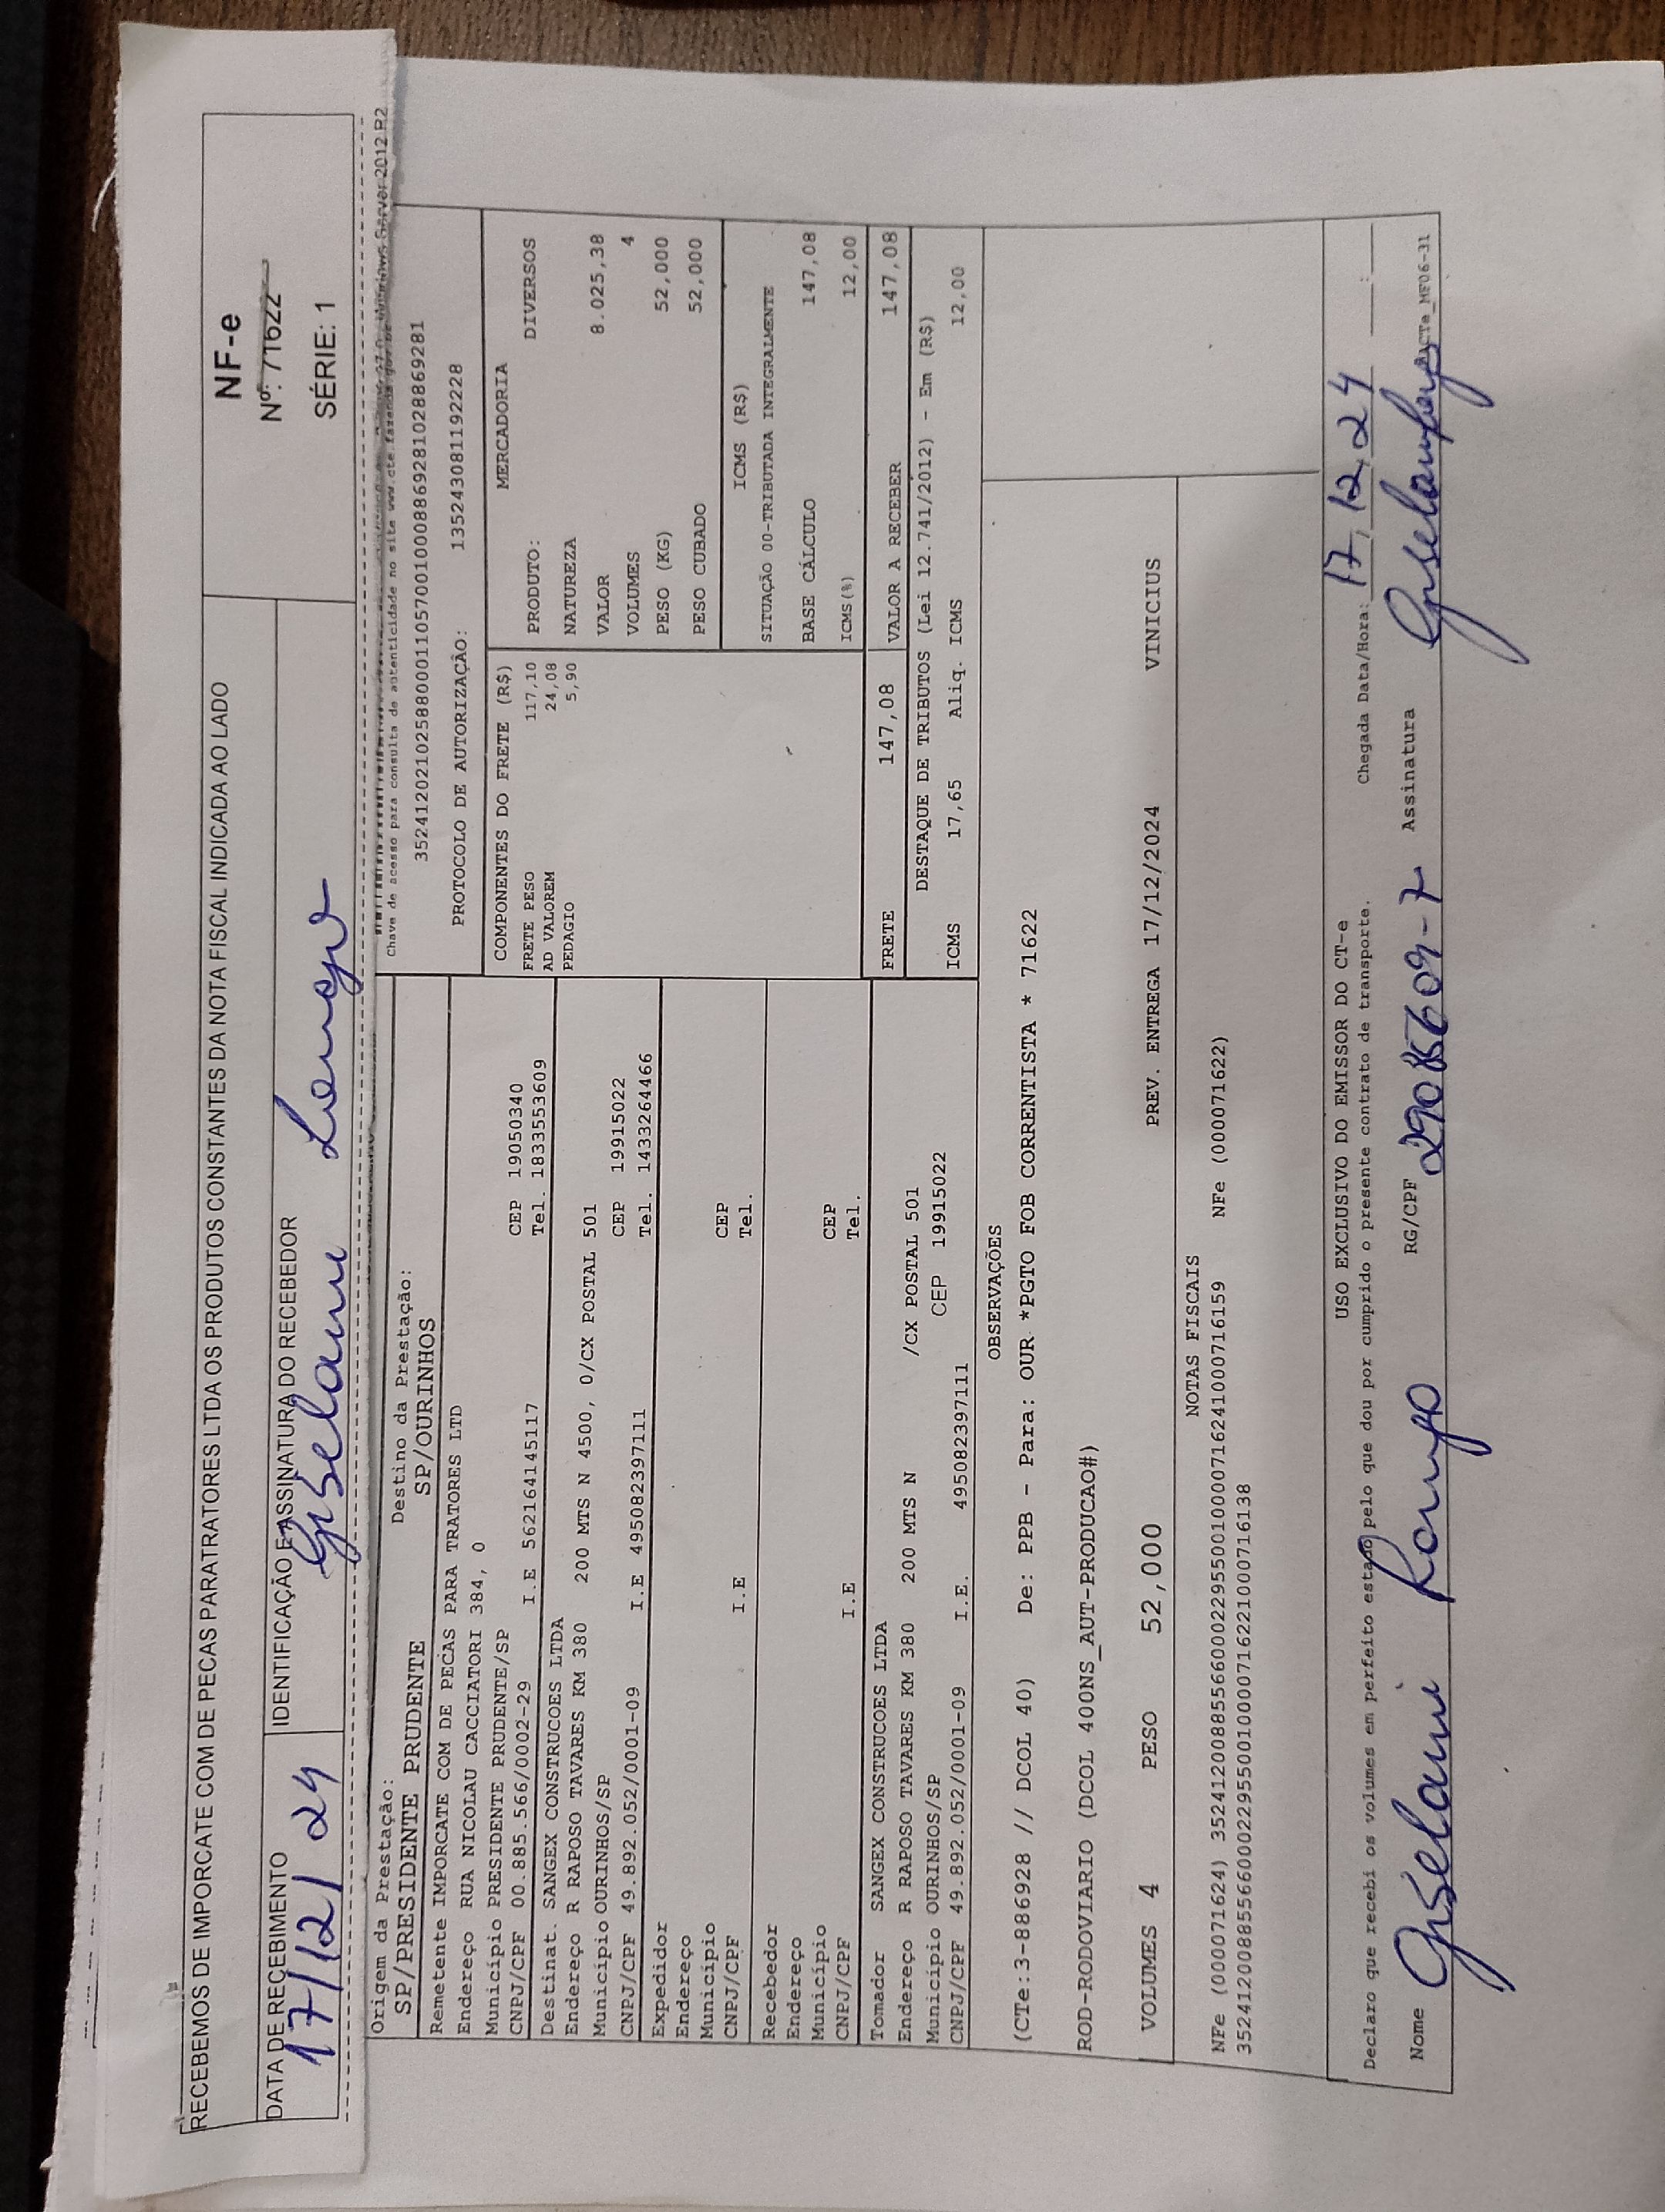 RECEBEMOS DE IMPORCATE COM DE PECAS PARATRATORES LTDA OS PRODUTOS CONSTANTES DA NOTA FISCAL INDICADA AO LADO
NF-e
Nº: 71622
SÉRIE: 1
DATA DE RECEBIMENTO
17/12/24
IDENTIFICAÇÃO E ASSINATURA DO RECEBEDOR
Chave de acesso para consulta de autenticidade no site www.cte.fazenda.gov.br
Server 2012 R2
35241202102588000110570010008869281028869281
PROTOCOLO DE AUTORIZAÇÃO: 135243081192228
Origem da Prestação: Destino da Prestação:
SP/PRESIDENTE PRUDENTE SP/OURINHOS
Remetente IMPORCATE COM DE PECAS PARA TRATORES LTD
Endereço RUA NICOLAU CACCIATORI 384, 0
Município PRESIDENTE PRUDENTE/SP CEP 19050340
CNPJ/CPF 00.885.566/0002-29 I.E 562164145117 Tel. 1833553609
Destinat. SANGEX CONSTRUCOES LTDA
Endereço R RAPOSO TAVARES KM 380 200 MTS N 4500, 0/CX POSTAL 501
Município OURINHOS/SP CEP 19915022
CNPJ/CPF 49.892.052/0001-09 I.E 495082397111 Tel. 1433264466
Expedidor
Endereço
Município CEP
CNPJ/CPF I.E Tel.
Recebedor
Endereço
Município CEP
CNPJ/CPF I.E Tel.
Tomador SANGEX CONSTRUCOES LTDA
Endereço R RAPOSO TAVARES KM 380 200 MTS N /CX POSTAL 501
Município OURINHOS/SP CEP 19915022
CNPJ/CPF 49.892.052/0001-09 I.E. 495082397111
COMPONENTES DO FRETE (R$)
FRETE PESO 117,10
AD VALOREM 24,08
PEDAGIO 5,90
MERCADORIA
PRODUTO: DIVERSOS
NATUREZA
VALOR 8.025,38
VOLUMES 4
PESO (KG) 52,000
PESO CUBADO 52,000
ICMS (R$)
SITUAÇÃO 00-TRIBUTADA INTEGRALMENTE
BASE CÁLCULO 147,08
ICMS(%) 12,00
FRETE 147,08 VALOR A RECEBER 147,08
DESTAQUE DE TRIBUTOS (Lei 12.741/2012) - Em (R$)
ICMS 17,65 Aliq. ICMS 12,00
OBSERVAÇÕES
(CTe:3-886928 // DCOL 40) De: PPB - Para: OUR *PGTO FOB CORRENTISTA * 71622
ROD-RODOVIARIO (DCOL 400NS_AUT-PRODUCAO#)
VOLUMES 4 PESO 52,000 PREV. ENTREGA 17/12/2024 VINICIUS
NOTAS FISCAIS
NFe (000071624) 35241200885566000229550010000716241000716159 NFe (000071622)
35241200885566000229550010000716221000716138
USO EXCLUSIVO DO EMISSOR DO CT-e
Declaro que recebi os volumes em perfeito estado pelo que dou por cumprido o presente contrato de transporte. Chegada Data/Hora: 17,12,24 :
Nome RG/CPF Assinatura